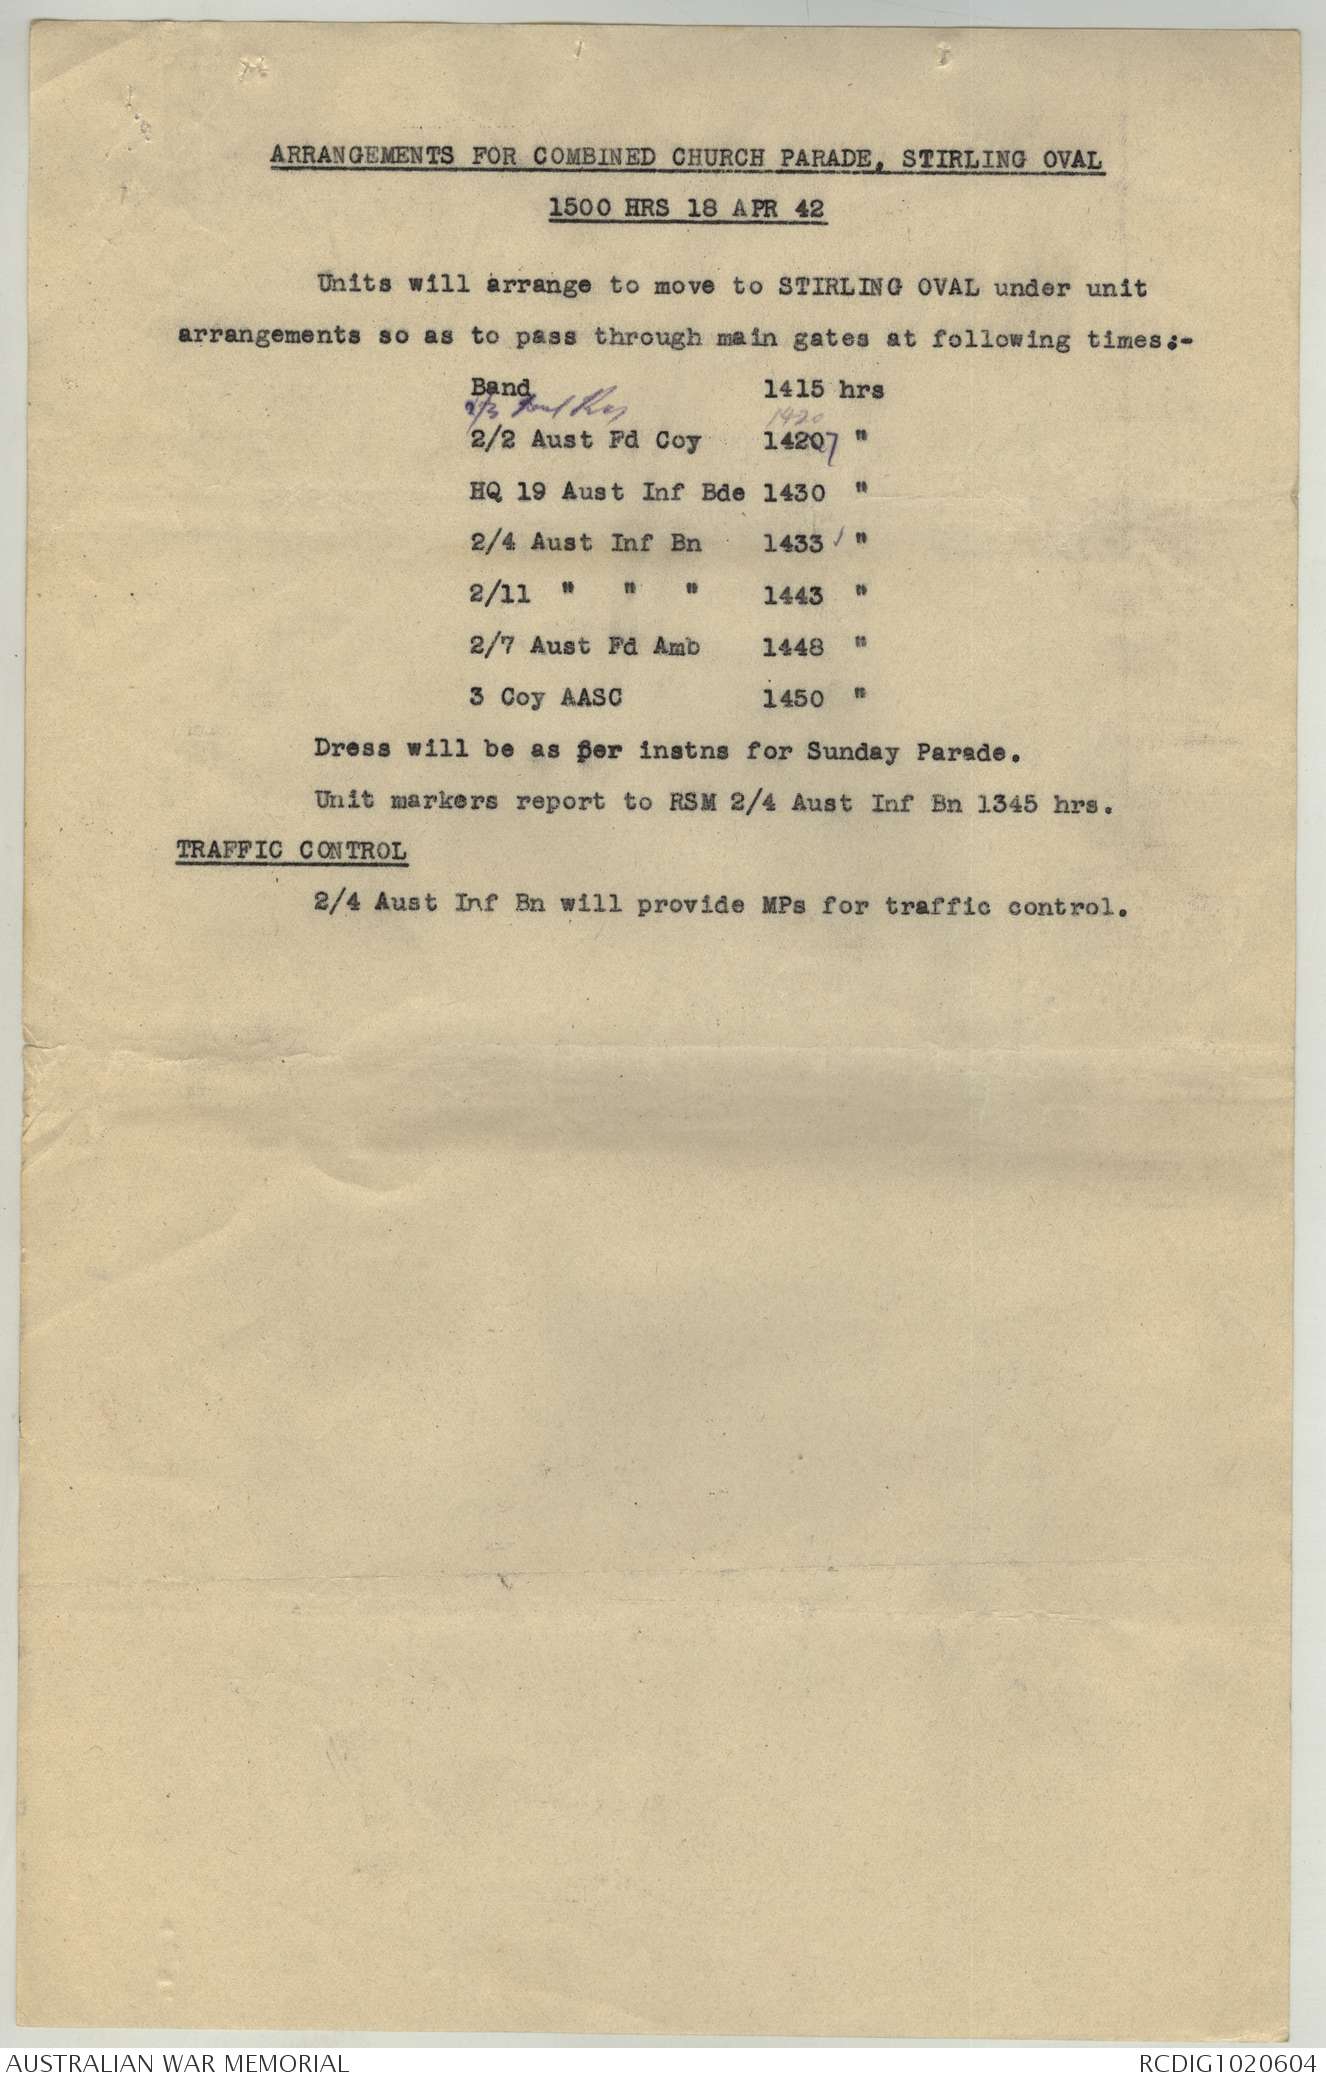 ARRANGEMENTS FOR COMBINED CHURCH PARADE, STIRLING OVAL
1500 HRS 18 APR 42
Units will arrange to move to STIRLING OVAL under unit
arrangements so as to pass through main gates at following times:-
Band 1415 hrs
2/3 1420
2/2 Aust Fd Coy 14207 "
HQ 19 Aust Inf Bde 1430 "
2/4 Aust Inf Bn 1433 "
2/11 " " " 1443 "
2/7 Aust Fd Amb 1448 "
3 Coy AASC 1450 "
Dress will be as per instns for Sunday Parade.
Unit markers report to RSM 2/4 Aust Inf Bn 1345 hrs.
TRAFFIC CONTROL
2/4 Aust Inf Bn will provide MPs for traffic control.
AUSTRALIAN WAR MEMORIAL
RCDIG1020604